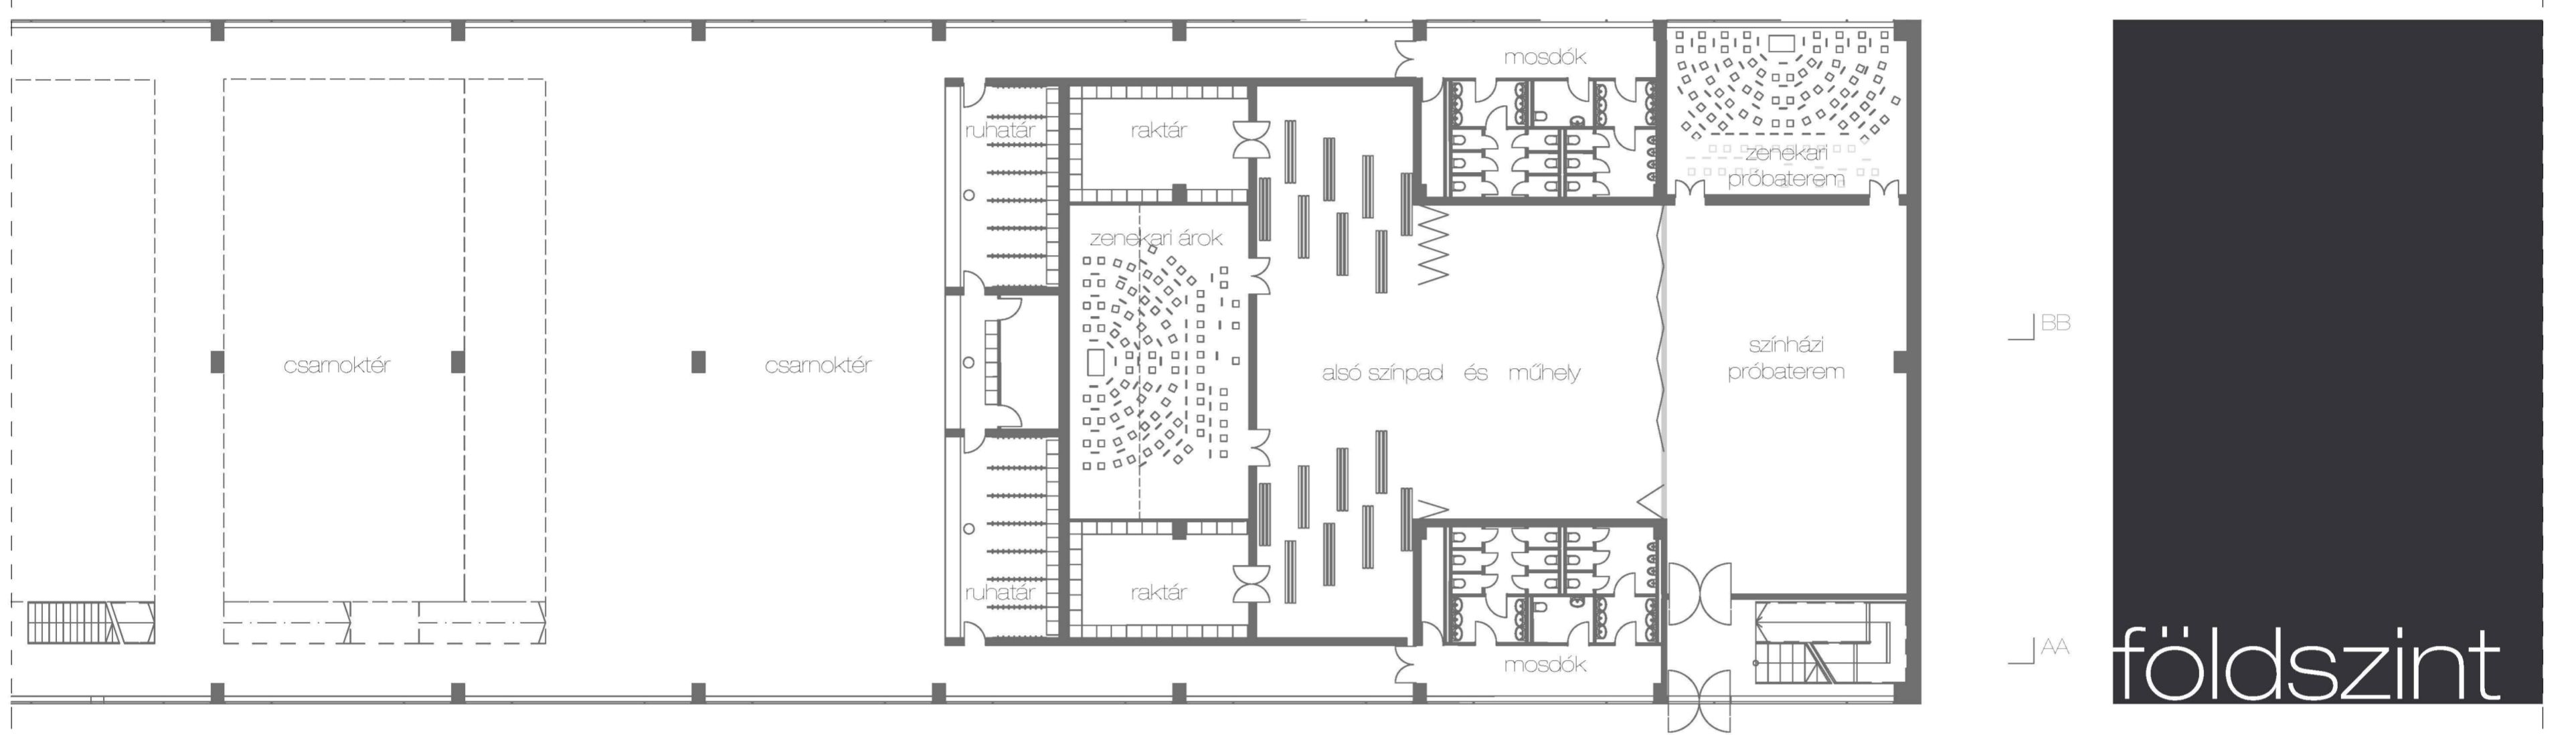 mosdók
ruhatár
raktár
zenekari
próbaterem
zenekari árok
BB
csarnoktér
csarnoktér
alsó színpad és műhely
színházi
próbaterem
ruhatár
raktár
mosdók
AA
földszint